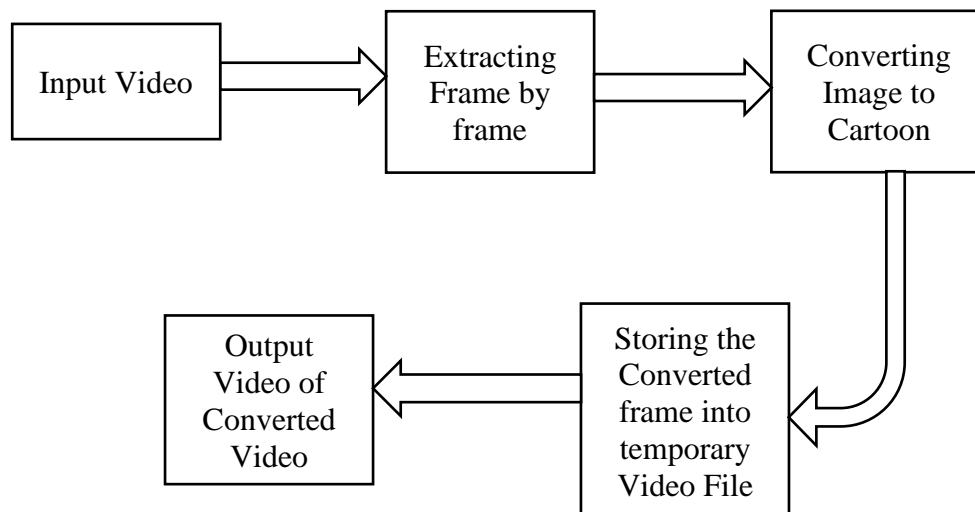 Input Video
Extracting
Frame by
frame
Converting
Image to
Cartoon
Storing the
Converted
frame into
temporary
Video File
Output
Video of
Converted
Video